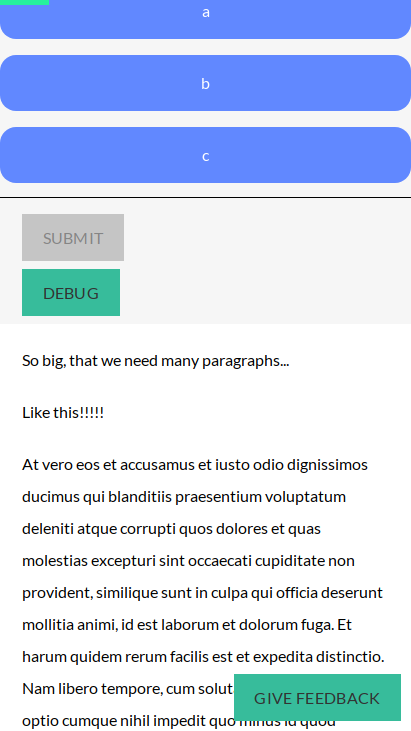 a
b
c
SUBMIT
DEBUG
So big, that we need many paragraphs...
Like this!!!!!
At vero eos et accusamus et iusto odio dignissimos
ducimus qui blanditiis praesentium voluptatum
deleniti atque corrupti quos dolores et quas
molestias excepturi sint occaecati cupiditate non
provident, similique sunt in culpa qui officia deserunt
mollitia animi, id est laborum et dolorum fuga. Et
harum quidem rerum facilis est et expedita distinctio.
Nam libero tempore, cum solut
GIVE FEEDBACK
optio cumque nihil impedit quo minus id quod